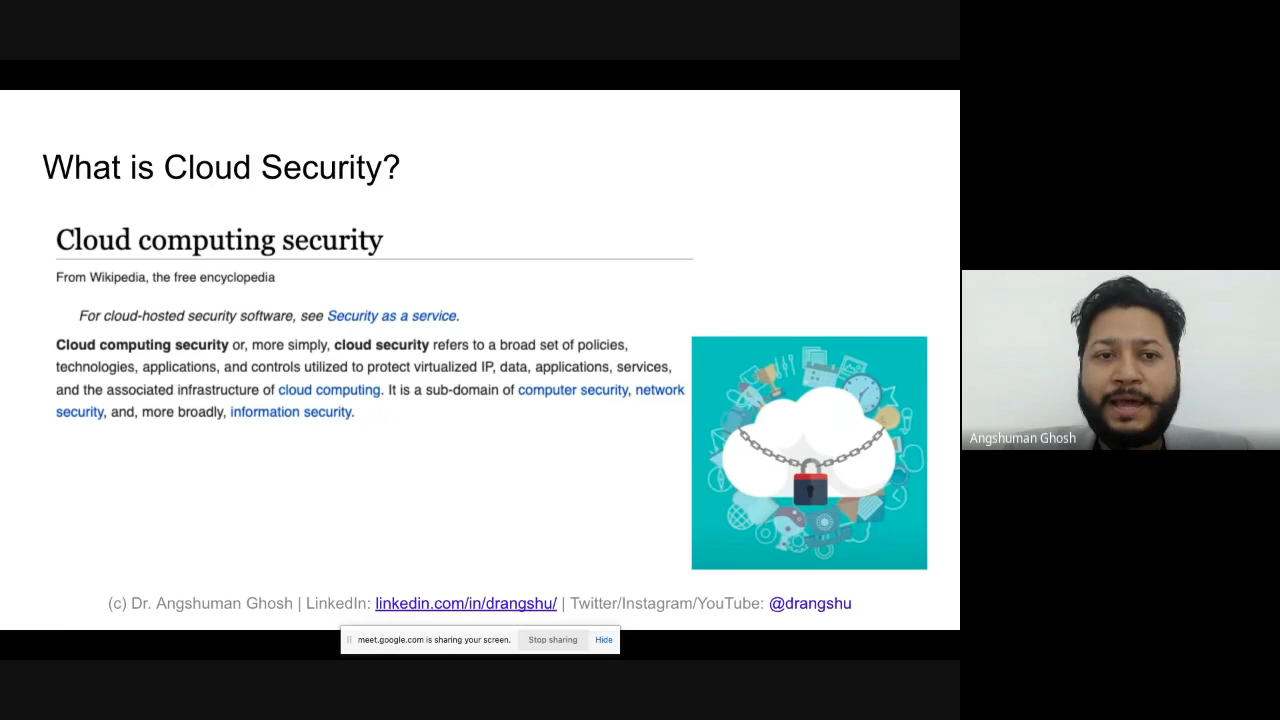 What is Cloud Security?
Cloud computing security
From Wikipedia, the free encyclopedia
For cloud-hosted security software, see Security as a service.
Cloud computing security or, more simply, cloud security refers to a broad set of policies,
technologies, applications, and controls utilized to protect virtualized IP, data, applications, services,
and the associated infrastructure of cloud computing. It is a sub-domain of computer security, network
security, and, more broadly, information security.
Angshuman Ghosh
(c) Dr. Angshuman Ghosh | LinkedIn: linkedin.com/in/drangshu/ | Twitter/Instagram/YouTube: @drangshu
meet.google.com is sharing your screen. Stop sharing Hide